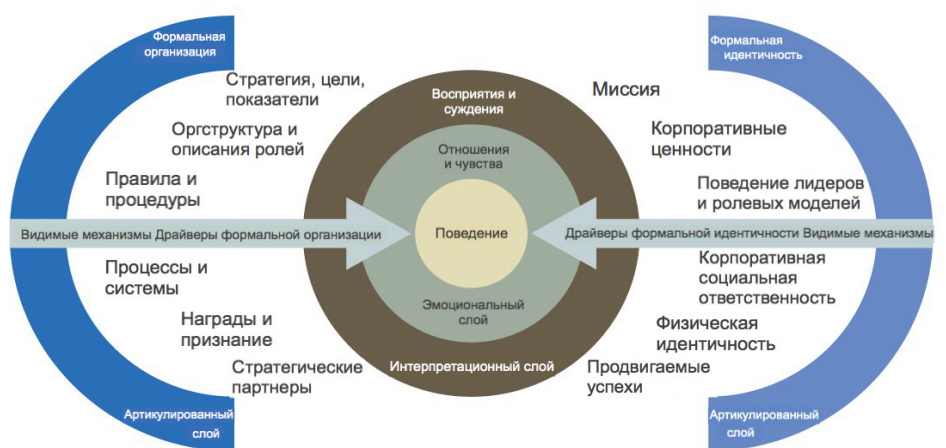 Формальная
организация
Стратегия, цели,
показатели
Оргструктура и
описания ролей
Правила и
процедуры
Видимые механизмы Драйверы формальной организации
Процессы и
системы
Награды и
признание
Стратегические
партнеры
Артикулированный
слой
Восприятия и
суждения
Отношения
и чувства
Поведение
Эмоциональный
слой
Интерпретационный слой
Формальная
идентичность
Миссия
Корпоративные
ценности
Поведение лидеров
и ролевых моделей
Драйверы формальной идентичности Видимые механизмы
Корпоративная
социальная
ответственность
Физическая
идентичность
Продвигаемые
успехи
Артикулированный
слой